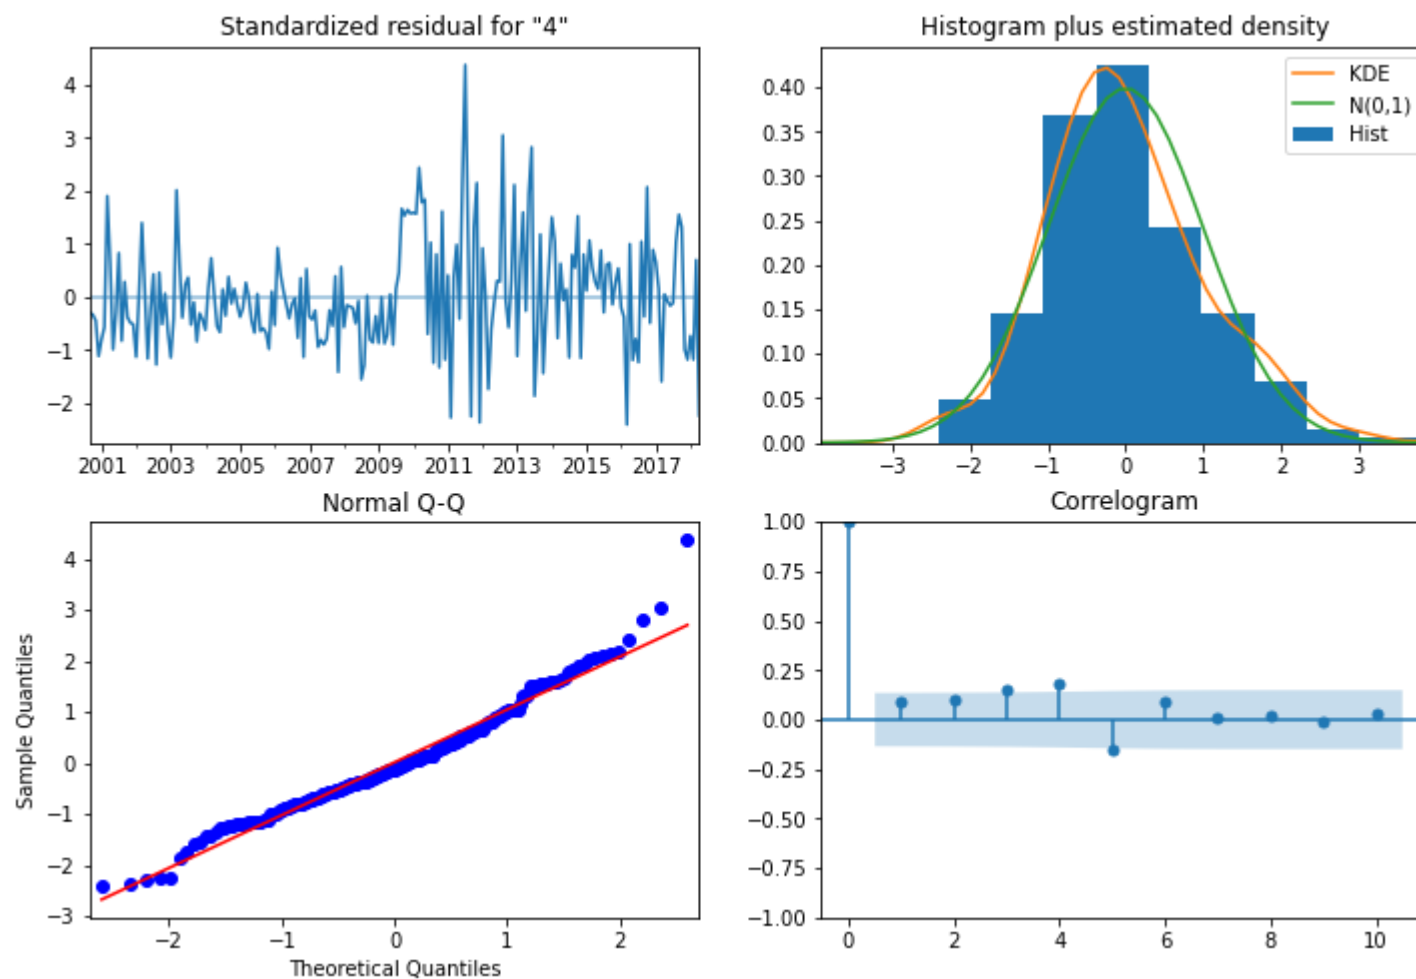 Standardized residual for "4"
4
3
2
1
0
−1
−2
2001 2003 2005 2007 2009 2011 2013 2015 2017
Histogram plus estimated density
KDE
N(0,1)
Hist
0.40
0.35
0.30
0.25
0.20
0.15
0.10
0.05
0.00
−3 −2 −1 0 1 2 3
Normal Q-Q
Sample Quantiles
4
3
2
1
0
−1
−2
−3
−2 −1 0 1 2
Theoretical Quantiles
Correlogram
1.00
0.75
0.50
0.25
0.00
−0.25
−0.50
−0.75
−1.00
0 2 4 6 8 10